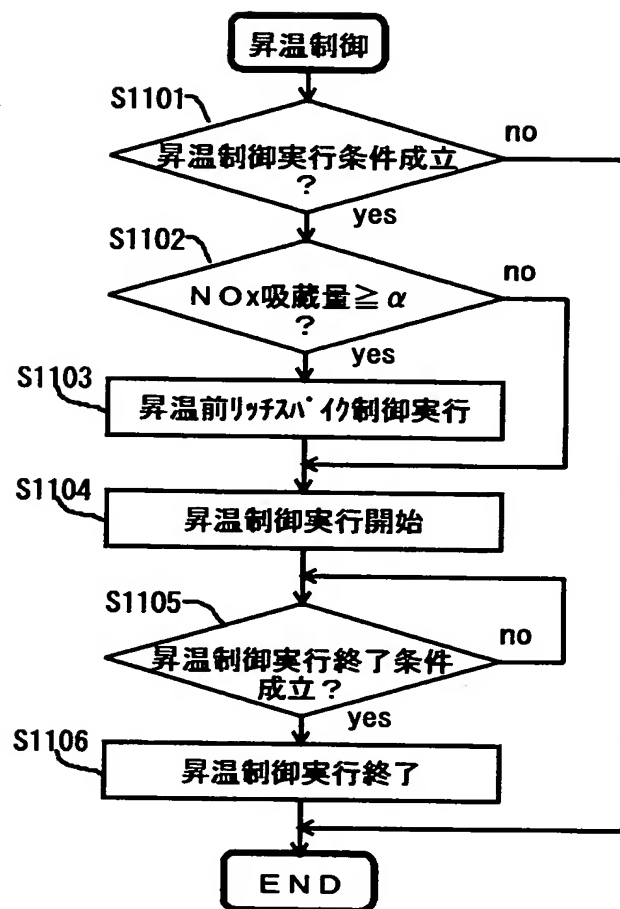 昇温制御
S1101
no
昇温制御実行条件成立
?
yes
S1102
no
NOx吸蔵量≧α
?
yes
S1103
昇温前リッチスパイク制御実行
S1104
昇温制御実行開始
S1105
no
昇温制御実行終了条件
成立?
yes
S1106
昇温制御実行終了
END